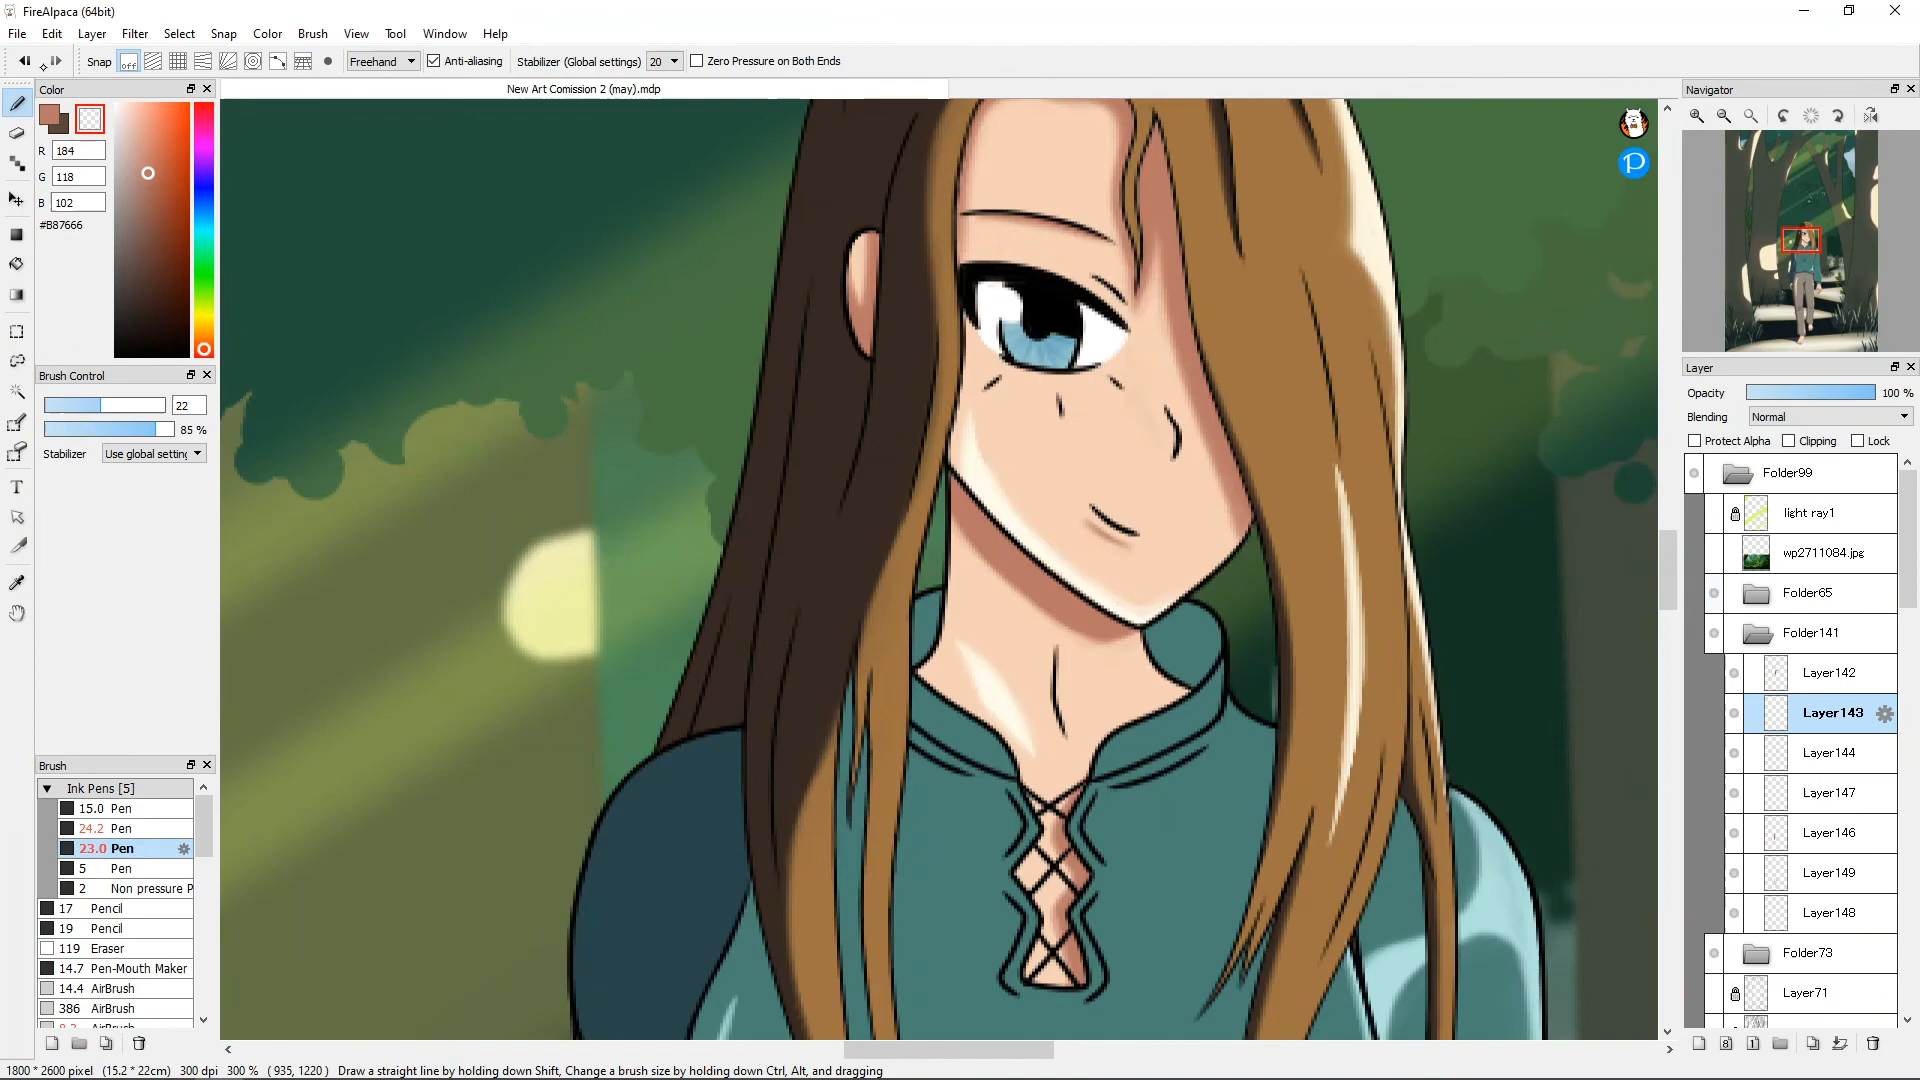 FireAlpaca (64bit)
File Edit Layer Filter Select Snap Color Brush View Tool Window Help
Snap off Freehand Anti-aliasing Stabilizer (Global settings) 20 Zero Pressure on Both Ends
Color
New Art Comission 2 (may).mdp
Navigator
R 184
G 118
B 102
#B87666
Brush Control
22
85 %
Stabilizer Use global setting
Brush
Ink Pens [5]
15.0 Pen
24.2 Pen
23.0 Pen
5 Pen
2 Non pressure P
17 Pencil
19 Pencil
119 Eraser
14.7 Pen-Mouth Maker
14.4 AirBrush
386 AirBrush
AirBrush
P
Layer
Opacity 100 %
Blending Normal
Protect Alpha Clipping Lock
Folder99
light ray1
wp2711084.jpg
Folder65
Folder141
Layer142
Layer143
Layer144
Layer147
Layer146
Layer149
Layer148
Folder73
Layer71
8 1
1800 * 2600 pixel (15.2 * 22cm) 300 dpi 300 % ( 935, 1220 ) Draw a straight line by holding down Shift, Change a brush size by holding down Ctrl, Alt, and dragging